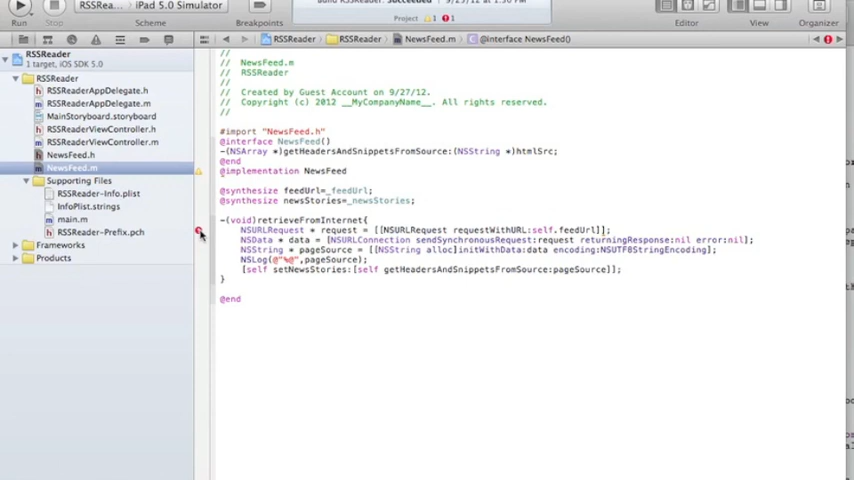 Succeeded
RSSRea...
iPad 5.0 Simulator
Project 1 1
Run
Stop
Scheme
Breakpoints
Editor
View
Organizer
RSSReader
RSSReader
NewsFeed.m
@interface NewsFeed()
RSSReader
1 target, iOS SDK 5.0
RSSReader
RSSReaderAppDelegate.h
RSSReaderAppDelegate.m
MainStoryboard.storyboard
RSSReaderViewController.h
RSSReaderViewController.m
NewsFeed.h
NewsFeed.m
Supporting Files
RSSReader-Info.plist
InfoPlist.strings
main.m
RSSReader-Prefix.pch
Frameworks
Products
//
// NewsFeed.m
// RSSReader
//
// Created by Guest Account on 9/27/12.
// Copyright (c) 2012 __MyCompanyName__. All rights reserved.
//
#import "NewsFeed.h"
@interface NewsFeed()
-(NSArray *)getHeadersAndSnippetsFromSource:(NSString *)htmlSrc;
@end
@implementation NewsFeed
@synthesize feedUrl=_feedUrl;
@synthesize newsStories=_newsStories;
-(void)retrieveFromInternet{
NSURLRequest * request = [[NSURLRequest requestWithURL:self.feedUrl]];
NSData * data = [NSURLConnection sendSynchronousRequest:request returningResponse:nil error:nil];
NSString * pageSource = [[NSString alloc]initWithData:data encoding:NSUTF8StringEncoding];
NSLog(@"%@",pageSource);
[self setNewsStories:[self getHeadersAndSnippetsFromSource:pageSource]];
}
@end